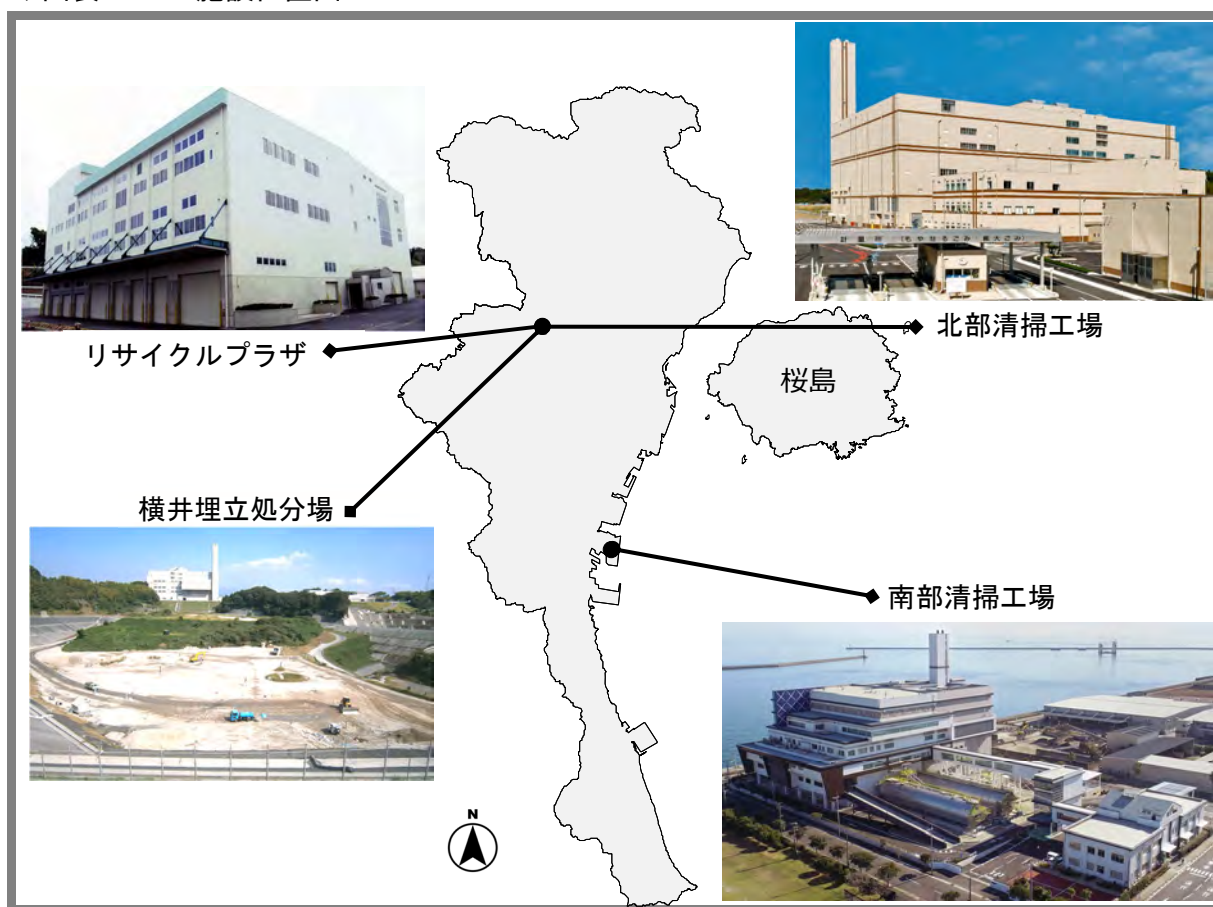 リサイクルプラザ
北部清掃工場
桜島
横井埋立処分場
南部清掃工場
N